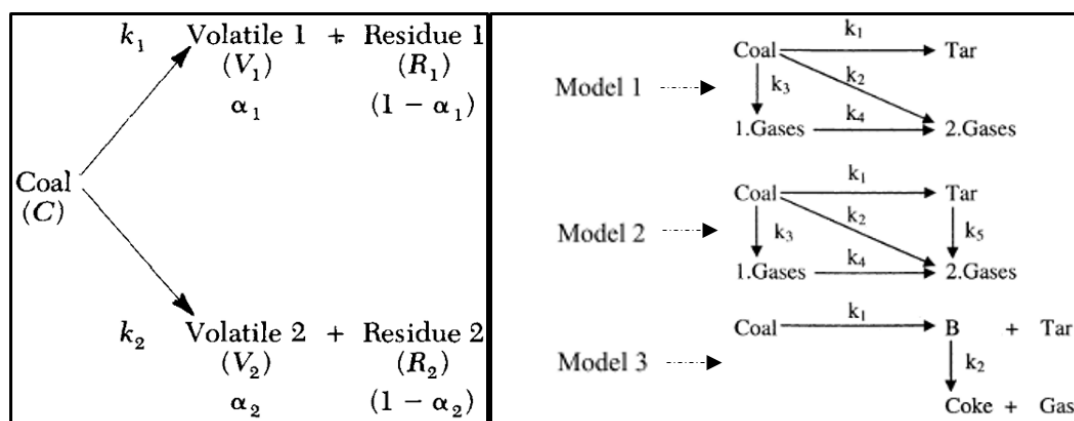 k₁ Volatile 1 + Residue 1
(V₁) (R₁)
α₁ (1 − α₁)
Coal
(C)
k₂ Volatile 2 + Residue 2
(V₂) (R₂)
α₂ (1 − α₂)
k₁
Coal Tar
Model 1 k₃ k₂
k₄
1.Gases 2.Gases
k₁
Coal Tar
Model 2 k₃ k₂ k₅
k₄
1.Gases 2.Gases
k₁
Coal B + Tar
Model 3 k₂
Coke + Gas